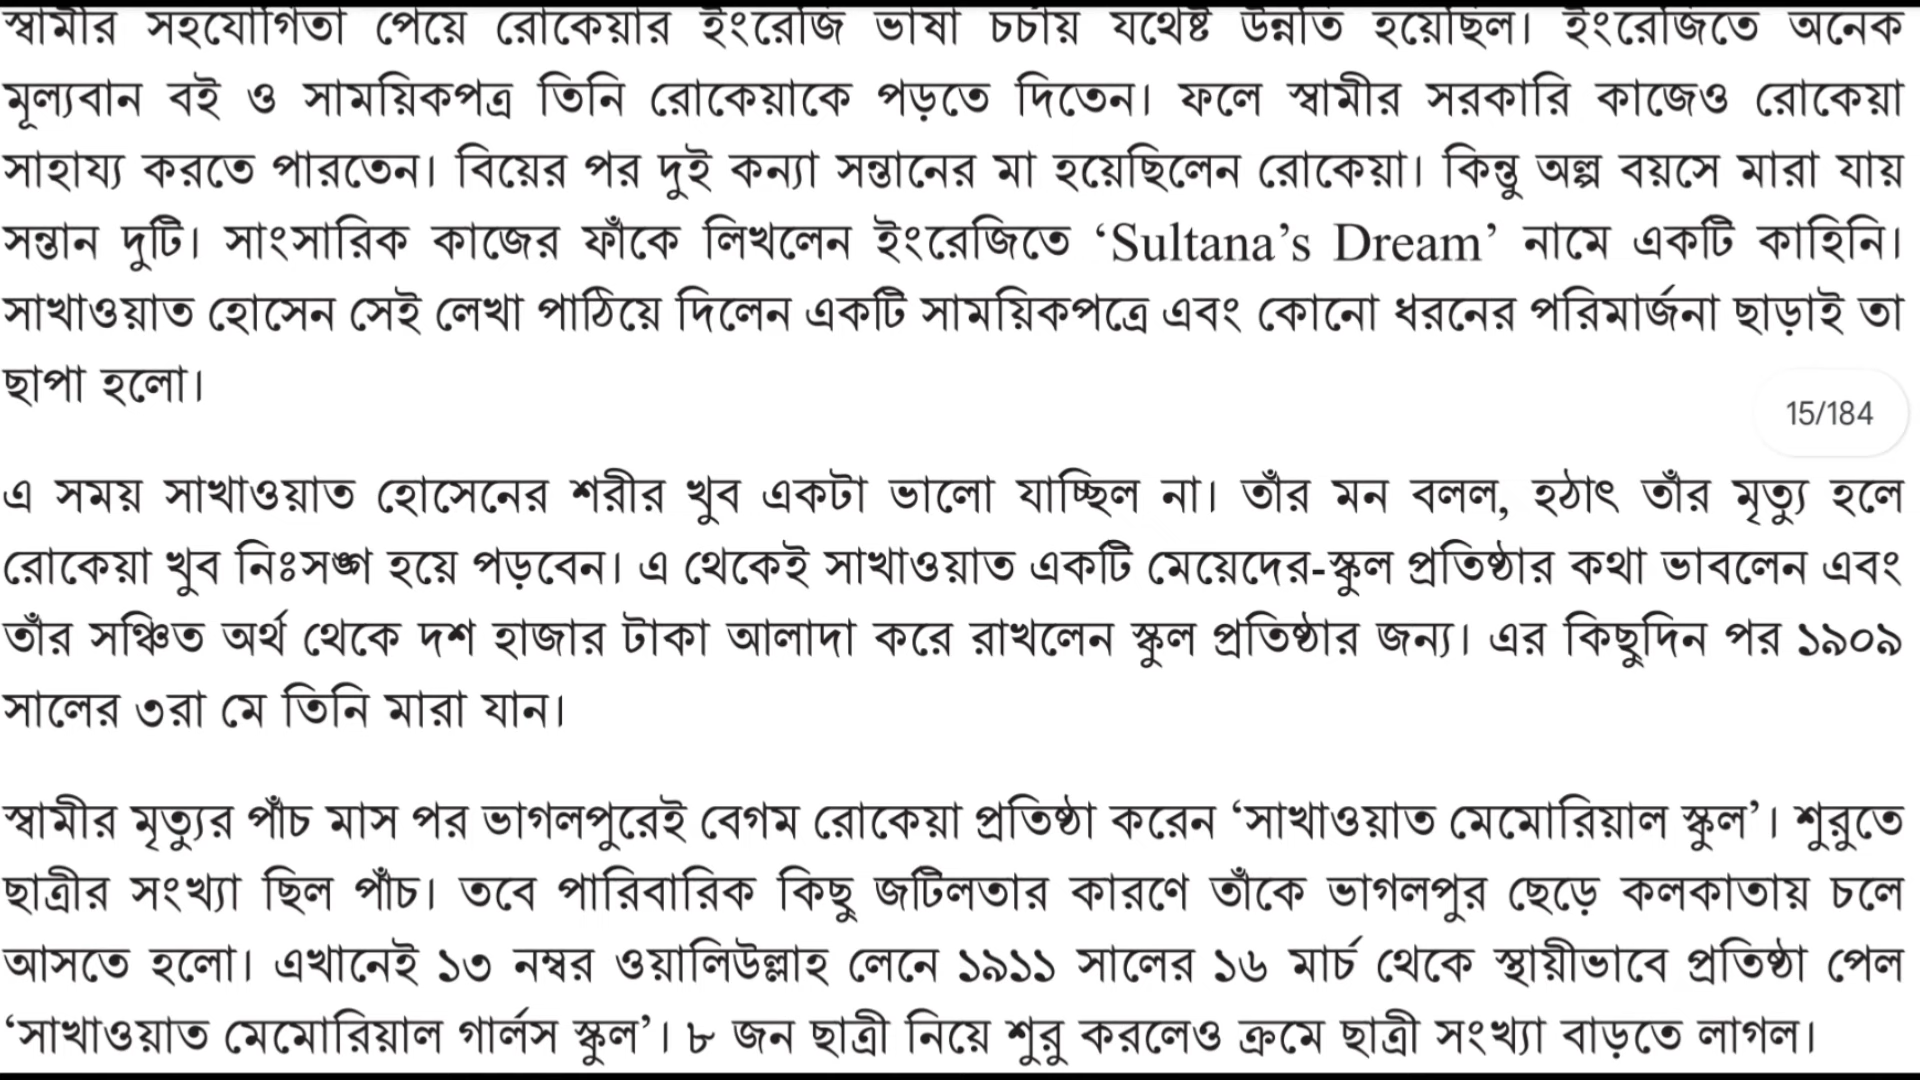 স্বামীর সহযোগিতা পেয়ে রোকেয়ার ইংরেজি ভাষা চর্চায় যথেষ্ট উন্নতি হয়েছিল। ইংরেজিতে অনেক
মূল্যবান বই ও সাময়িকপত্র তিনি রোকেয়াকে পড়তে দিতেন। ফলে স্বামীর সরকারি কাজেও রোকেয়া
সাহায্য করতে পারতেন। বিয়ের পর দুই কন্যা সন্তানের মা হয়েছিলেন রোকেয়া। কিন্তু অল্প বয়সে মারা যায়
সন্তান দুটি। সাংসারিক কাজের ফাঁকে লিখলেন ইংরেজিতে ‘Sultana’s Dream’ নামে একটি কাহিনি।
সাখাওয়াত হোসেন সেই লেখা পাঠিয়ে দিলেন একটি সাময়িকপত্রে এবং কোনো ধরনের পরিমার্জনা ছাড়াই তা
ছাপা হলো।
15/184
এ সময় সাখাওয়াত হোসেনের শরীর খুব একটা ভালো যাচ্ছিল না। তাঁর মন বলল, হঠাৎ তাঁর মৃত্যু হলে
রোকেয়া খুব নিঃসঙ্গ হয়ে পড়বেন। এ থেকেই সাখাওয়াত একটি মেয়েদের-স্কুল প্রতিষ্ঠার কথা ভাবলেন এবং
তাঁর সঞ্চিত অর্থ থেকে দশ হাজার টাকা আলাদা করে রাখলেন স্কুল প্রতিষ্ঠার জন্য। এর কিছুদিন পর ১৯০৯
সালের ৩রা মে তিনি মারা যান।
স্বামীর মৃত্যুর পাঁচ মাস পর ভাগলপুরেই বেগম রোকেয়া প্রতিষ্ঠা করেন ‘সাখাওয়াত মেমোরিয়াল স্কুল’। শুরুতে
ছাত্রীর সংখ্যা ছিল পাঁচ। তবে পারিবারিক কিছু জটিলতার কারণে তাঁকে ভাগলপুর ছেড়ে কলকাতায় চলে
আসতে হলো। এখানেই ১৩ নম্বর ওয়ালিউল্লাহ লেনে ১৯১১ সালের ১৬ মার্চ থেকে স্থায়ীভাবে প্রতিষ্ঠা পেল
‘সাখাওয়াত মেমোরিয়াল গার্লস স্কুল’। ৮ জন ছাত্রী নিয়ে শুরু করলেও ক্রমে ছাত্রী সংখ্যা বাড়তে লাগল।